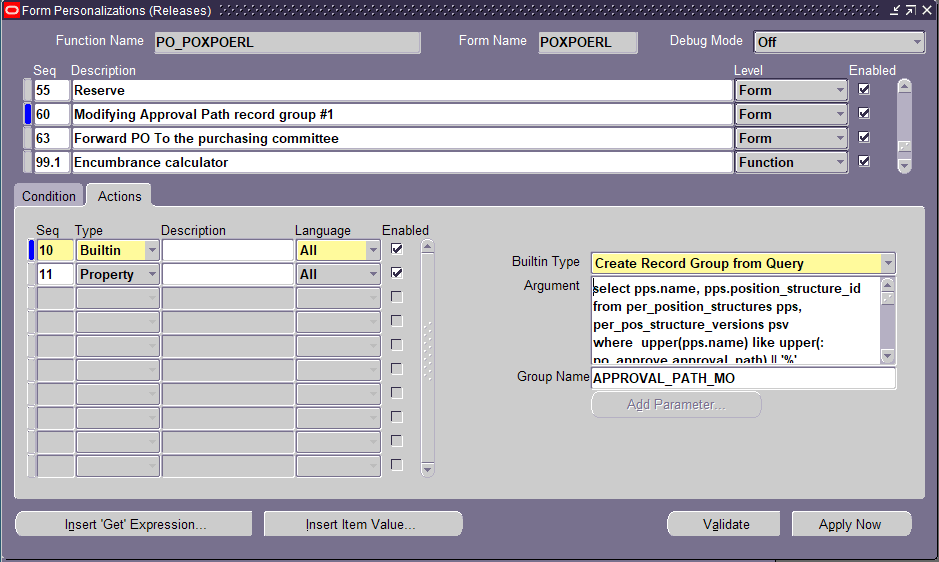 Form Personalizations (Releases)
Function Name PO_POXPOERL Form Name POXPOERL Debug Mode Off
Seq Description Level Enabled
55 Reserve Form
60 Modifying Approval Path record group #1 Form
63 Forward PO To the purchasing committee Form
99.1 Encumbrance calculator Function
Condition Actions
Seq Type Description Language Enabled
10 Builtin All
11 Property All
Builtin Type Create Record Group from Query
Argument select pps.name, pps.position_structure_id
from per_position_structures pps,
per_pos_structure_versions psv
where upper(pps.name) like upper(:
po_approve.approval_path) || '%'
Group Name APPROVAL_PATH_MO
Add Parameter...
Insert 'Get' Expression... Insert Item Value... Validate Apply Now